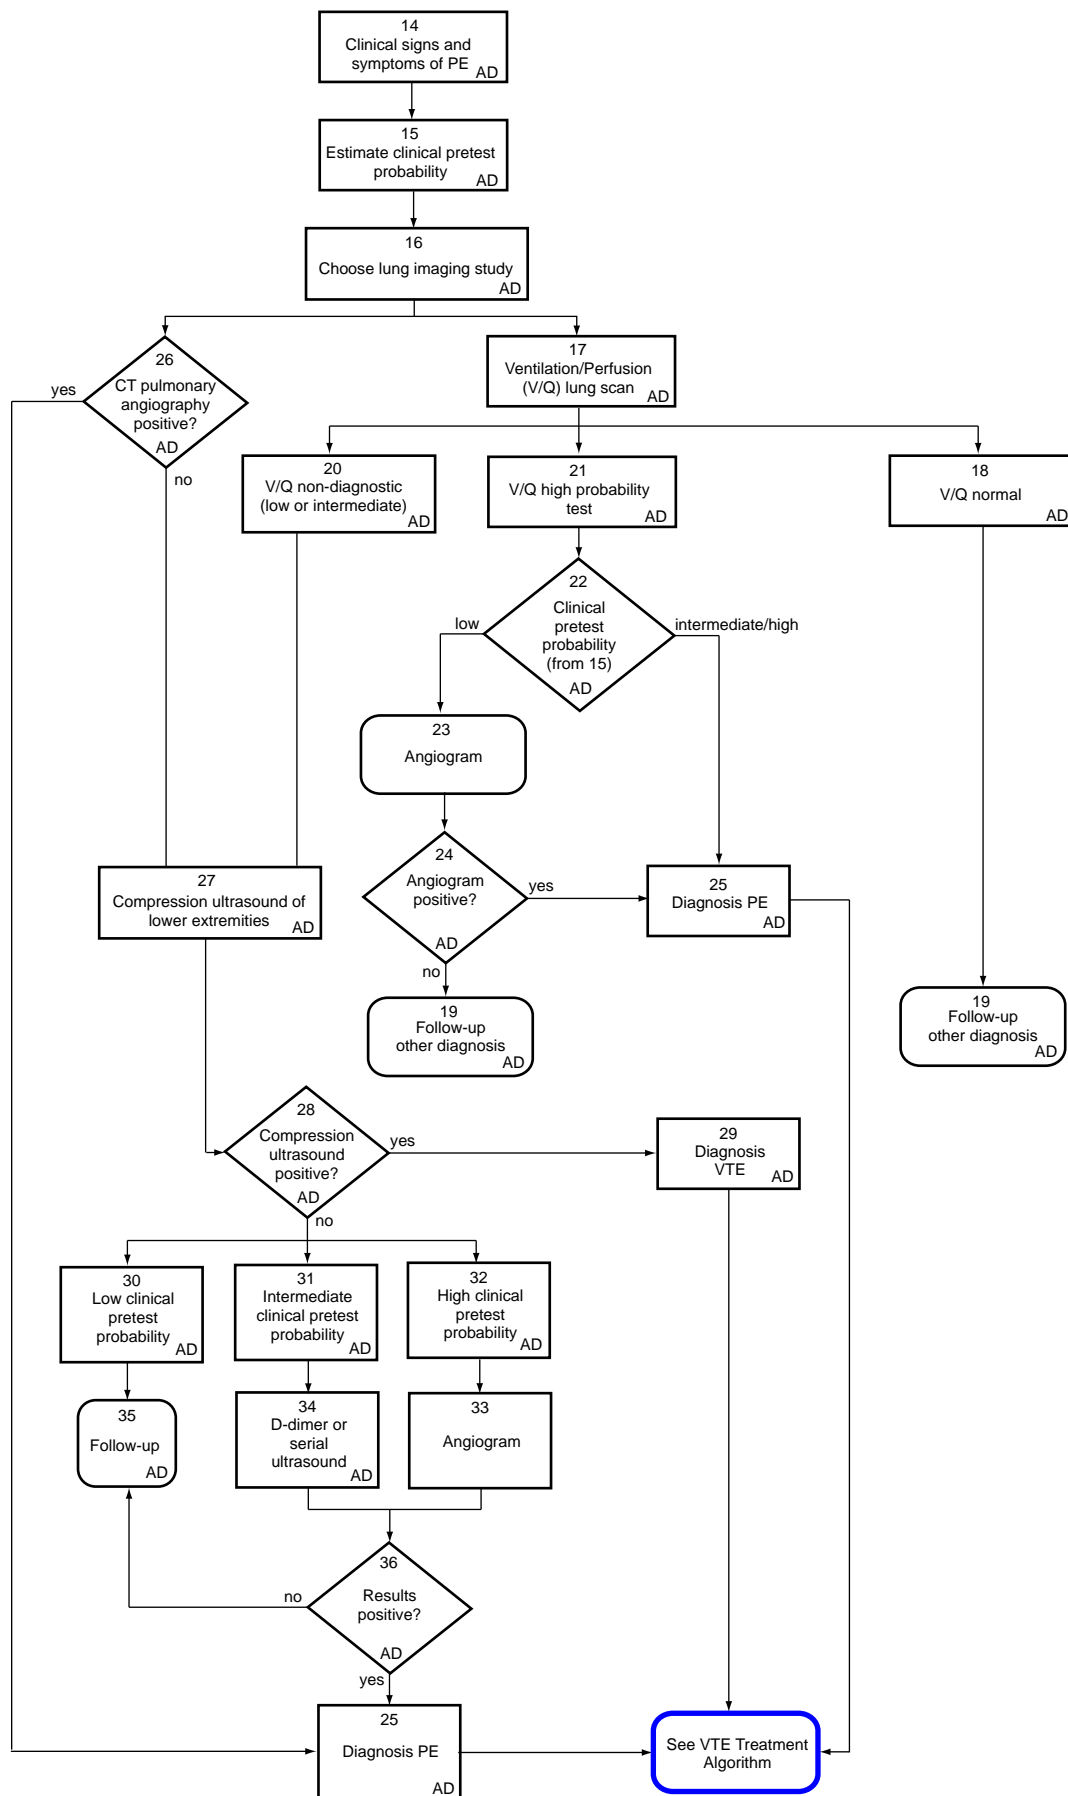 14
Clinical signs and
symptoms of PE
AD
15
Estimate clinical pretest
probability
AD
16
Choose lung imaging study
AD
26
CT pulmonary
angiography
positive?
AD
yes
no
17
Ventilation/Perfusion
(V/Q) lung scan
AD
20
V/Q non-diagnostic
(low or intermediate)
AD
21
V/Q high probability
test
AD
18
V/Q normal
AD
22
Clinical
pretest
probability
(from 15)
AD
low
intermediate/high
23
Angiogram
24
Angiogram
positive?
AD
yes
no
25
Diagnosis PE
AD
27
Compression ultrasound of
lower extremities
AD
19
Follow-up
other diagnosis
AD
19
Follow-up
other diagnosis
AD
28
Compression
ultrasound
positive?
AD
yes
no
29
Diagnosis
VTE
AD
30
Low clinical
pretest
probability
AD
31
Intermediate
clinical pretest
probability
AD
32
High clinical
pretest
probability
AD
35
Follow-up
AD
34
D-dimer or
serial
ultrasound
AD
33
Angiogram
36
Results
positive?
AD
no
yes
25
Diagnosis PE
AD
See VTE Treatment
Algorithm